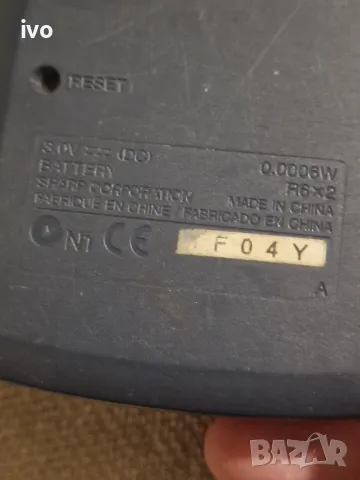 ivo
RESET
3.0V (DC) 0.0006W
BATTERY R6×2
SHARP CORPORATION MADE IN CHINA
FABRIQUE EN CHINE / FABRICADO EN CHINA
N1 CE F04Y
A
BAZAR